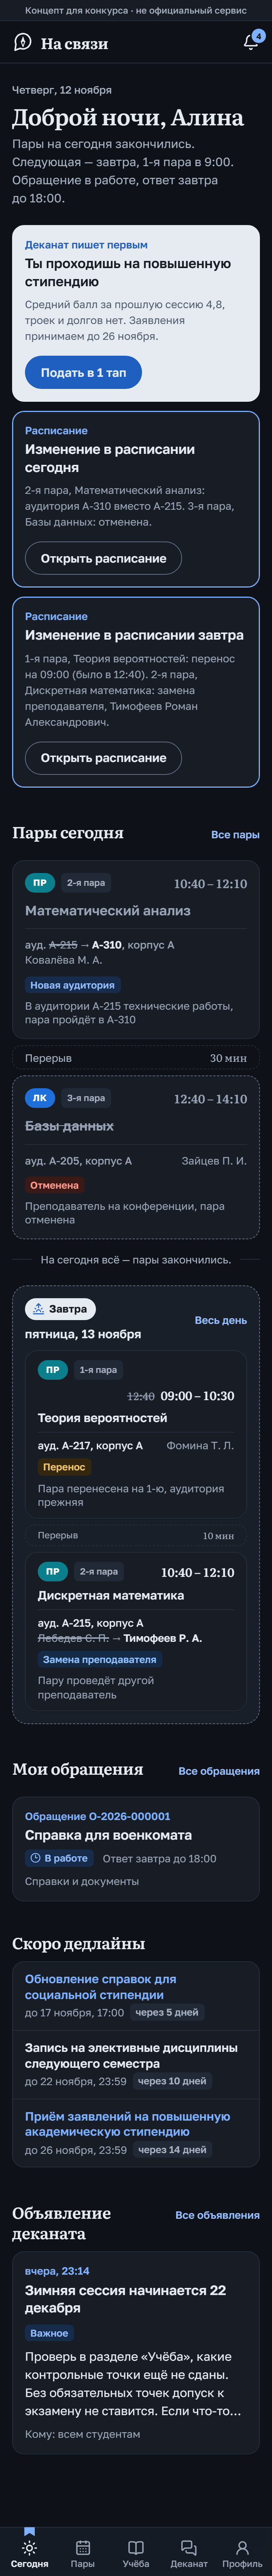 Концепт для конкурса · не официальный сервис
На связи
4
Четверг, 12 ноября
Доброй ночи, Алина
Пары на сегодня закончились.
Следующая — завтра, 1-я пара в 9:00.
Обращение в работе, ответ завтра
до 18:00.
Деканат пишет первым
Ты проходишь на повышенную
стипендию
Средний балл за прошлую сессию 4,8,
троек и долгов нет. Заявления
принимаем до 26 ноября.
Подать в 1 тап
Расписание
Изменение в расписании
сегодня
2-я пара, Математический анализ:
аудитория А-310 вместо А-215. 3-я пара,
Базы данных: отменена.
Открыть расписание
Расписание
Изменение в расписании завтра
1-я пара, Теория вероятностей: перенос
на 09:00 (было в 12:40). 2-я пара,
Дискретная математика: замена
преподавателя, Тимофеев Роман
Александрович.
Открыть расписание
Пары сегодня
Все пары
ПР 2-я пара 10:40 – 12:10
Математический анализ
ауд. А-215 → А-310, корпус А
Ковалёва М. А.
Новая аудитория
В аудитории А-215 технические работы,
пара пройдёт в А-310
Перерыв 30 мин
ЛК 3-я пара 12:40 – 14:10
Базы данных
ауд. А-205, корпус А Зайцев П. И.
Отменена
Преподаватель на конференции, пара
отменена
На сегодня всё — пары закончились.
Завтра
пятница, 13 ноября
Весь день
ПР 1-я пара
12:40 09:00 – 10:30
Теория вероятностей
ауд. А-217, корпус А Фомина Т. Л.
Перенос
Пара перенесена на 1-ю, аудитория
прежняя
Перерыв 10 мин
ПР 2-я пара 10:40 – 12:10
Дискретная математика
ауд. А-215, корпус А
Лебедев С. П. → Тимофеев Р. А.
Замена преподавателя
Пару проведёт другой
преподаватель
Мои обращения
Все обращения
Обращение О-2026-000001
Справка для военкомата
В работе Ответ завтра до 18:00
Справки и документы
Скоро дедлайны
Обновление справок для
социальной стипендии
до 17 ноября, 17:00 через 5 дней
Запись на элективные дисциплины
следующего семестра
до 22 ноября, 23:59 через 10 дней
Приём заявлений на повышенную
академическую стипендию
до 26 ноября, 23:59 через 14 дней
Объявление
деканата
Все объявления
вчера, 23:14
Зимняя сессия начинается 22
декабря
Важное
Проверь в разделе «Учёба», какие
контрольные точки ещё не сданы.
Без обязательных точек допуск к
экзамену не ставится. Если что-то…
Кому: всем студентам
Сегодня Пары Учёба Деканат Профиль